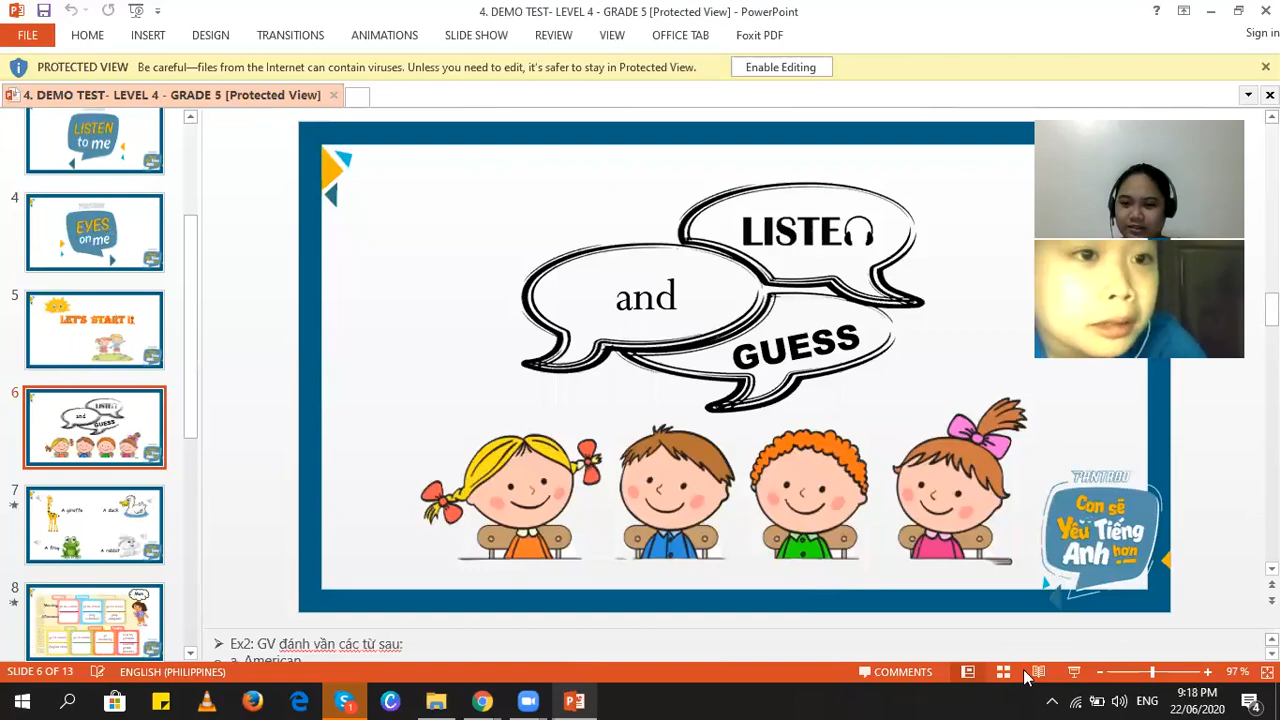 4. DEMO TEST- LEVEL 4 - GRADE 5 [Protected View] - PowerPoint
FILE HOME INSERT DESIGN TRANSITIONS ANIMATIONS SLIDE SHOW REVIEW VIEW OFFICE TAB Foxit PDF Sign in
PROTECTED VIEW Be careful—files from the Internet can contain viruses. Unless you need to edit, it's safer to stay in Protected View. Enable Editing
4. DEMO TEST- LEVEL 4 - GRADE 5 [Protected View]
LISTEN
to me
4
EYES
on me
5
LET'S START
6
LISTEN
and
GUESS
7
A giraffe
A duck
A frog
A rabbit
8
LISTEN
and
GUESS
PANTADO
Con sẽ
Yêu Tiếng
Anh hơn
Ex2: GV đánh vần các từ sau:
a. American
SLIDE 6 OF 13 ENGLISH (PHILIPPINES) COMMENTS 97 %
ENG
9:18 PM
22/06/2020